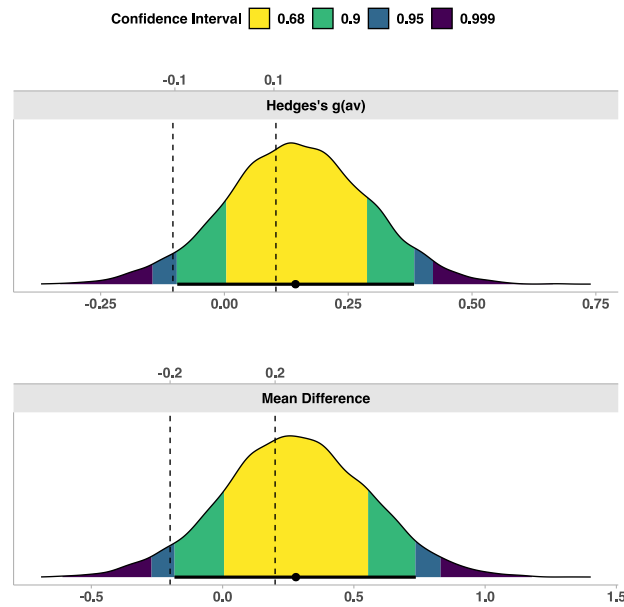 Confidence Interval 0.68 0.9 0.95 0.999
-0.1 0.1
Hedges's g(av)
-0.25 0.00 0.25 0.50 0.75
-0.2 0.2
Mean Difference
-0.5 0.0 0.5 1.0 1.5